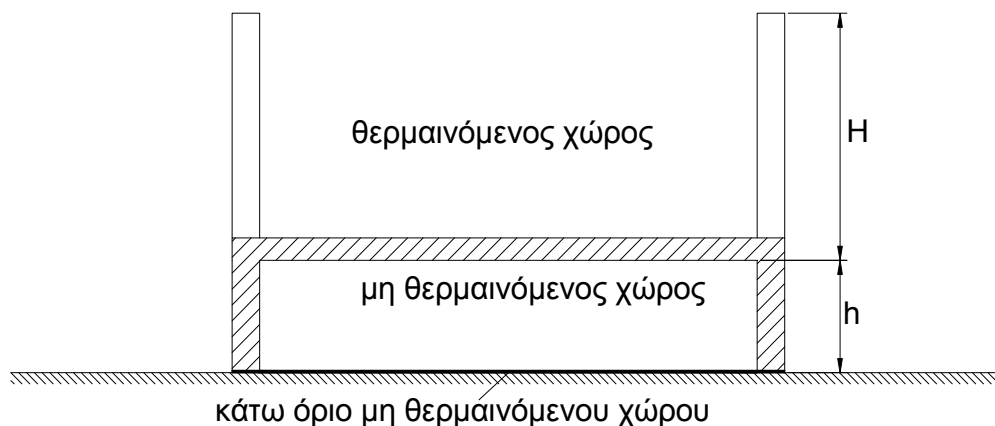 θερμαινόμενος χώρος
H
μη θερμαινόμενος χώρος
h
κάτω όριο μη θερμαινόμενου χώρου